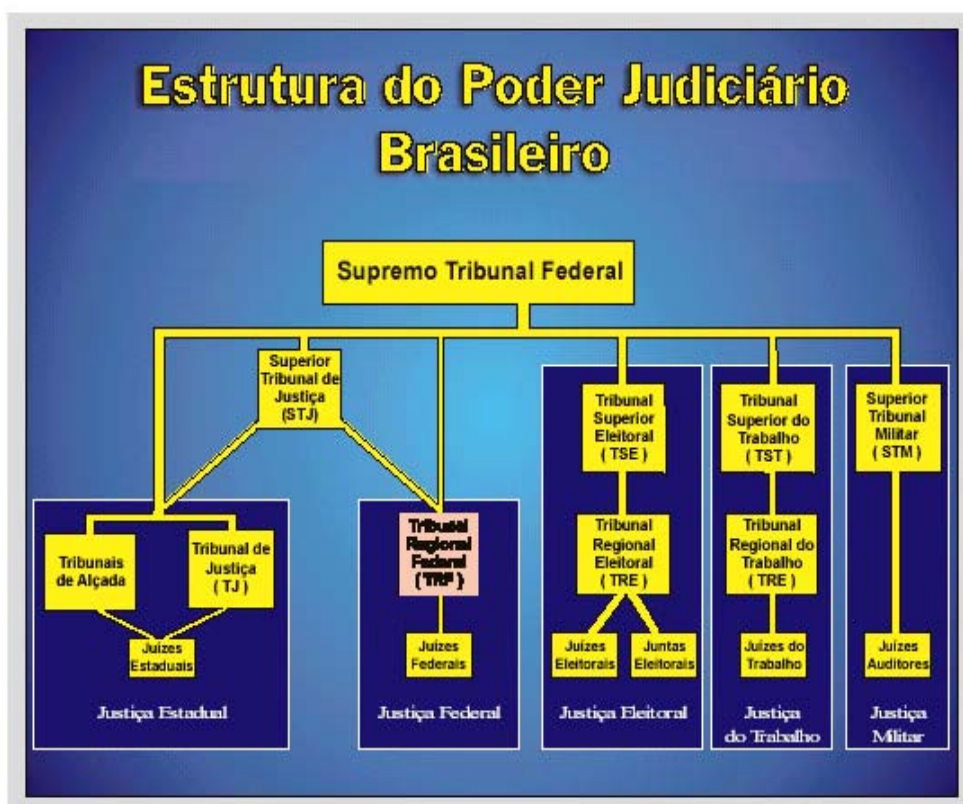 Estrutura do Poder Judiciário
Brasileiro
Supremo Tribunal Federal
Superior
Tribunal de
Justiça
(STJ)
Tribunal
Superior
Eleitoral
( TSE )
Tribunal
Superior do
Trabalho
( TST )
Superior
Tribunal
Militar
( STM )
Tribunais
de Alçada
Tribunal de
Justiça
( TJ )
Tribunal
Regional
Federal
( TRF )
Tribunal
Regional
Eleitoral
( TRE )
Tribunal
Regional do
Trabalho
( TRE )
Juízes
Estaduais
Juízes
Federais
Juízes
Eleitorais
Juntas
Eleitorais
Juízes do
Trabalho
Juízes
Auditores
Justiça Estadual
Justiça Federal
Justiça Eleitoral
Justiça
do Trabalho
Justiça
Militar